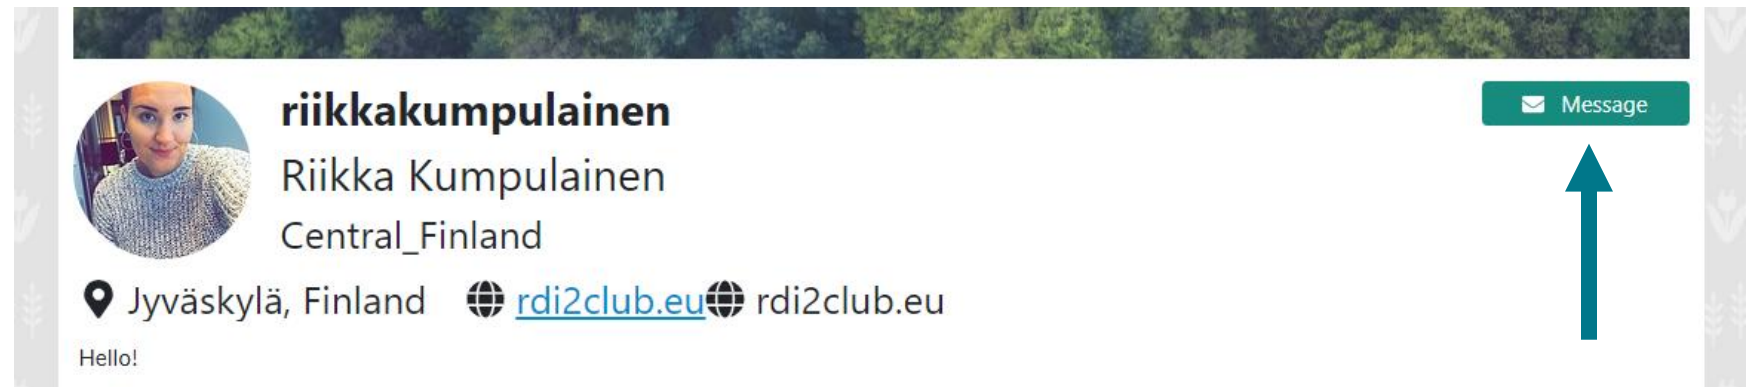 riikkakumpulainen
Message
Riikka Kumpulainen
Central_Finland
Jyväskylä, Finland rdi2club.eu rdi2club.eu
Hello!